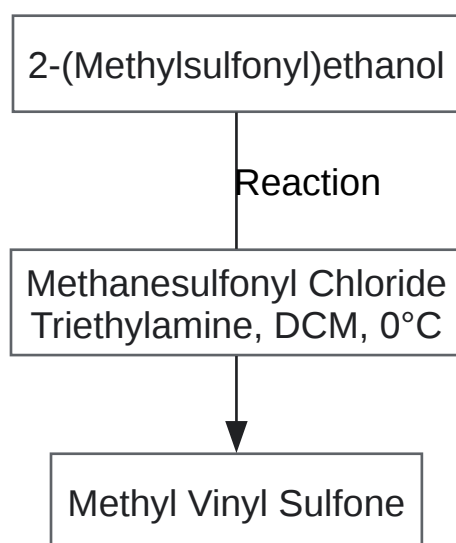 2-(Methylsulfonyl)ethanol
Reaction
Methanesulfonyl Chloride
Triethylamine, DCM, 0°C
Methyl Vinyl Sulfone